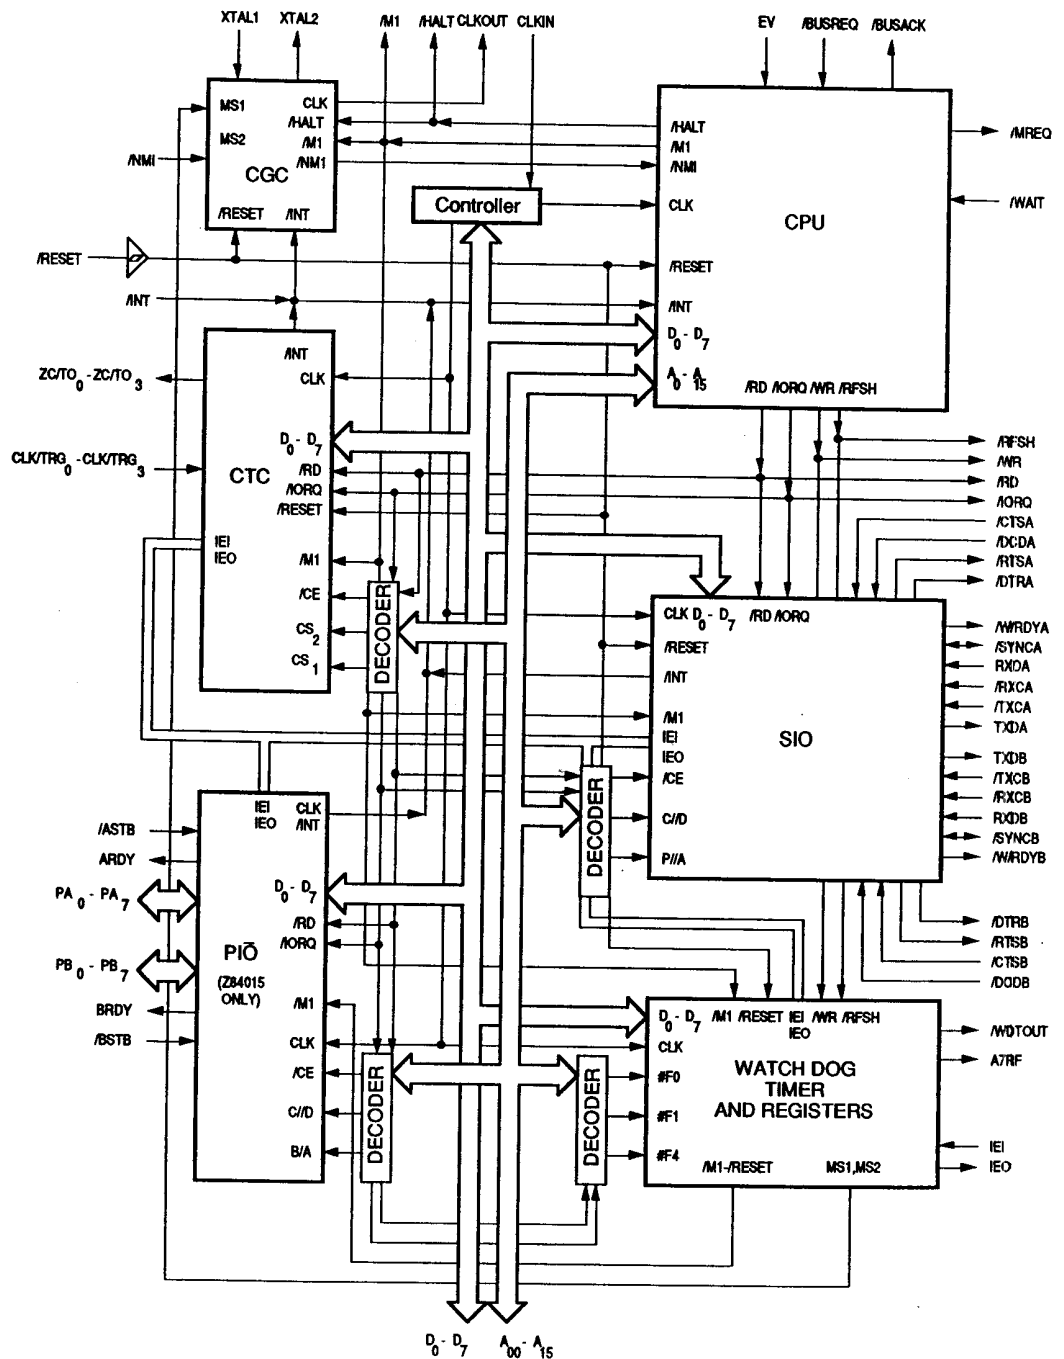 XTAL1 XTAL2 /M1 /HALT CLKOUT CLKIN EV /BUSREQ /BUSACK
MS1 CLK
/HALT /HALT
MS2 /M1 /M1 /MREQ
/NMI /NM1 /NMI
CGC
Controller CLK CPU /WAIT
/RESET /INT
/RESET /RESET
/INT /INT
D0 - D7
/INT
ZC/TO0 - ZC/TO3 CLK A0 - A15
/RD /IORQ /WR /RFSH
D0 - D7 /RFSH
CLK/TRG0 - CLK/TRG3 /WR
CTC /RD /RD
/IORQ /IORQ
/RESET /CTSA
IEI /DCDA
IEO /M1 /RTSA
/DTRA
/CE
DECODER
CLK D0 - D7 /RD /IORQ
CS2 /W/RDYA
/RESET /SYNCA
CS1 RXDA
/INT /RXCA
/TXCA
/M1 TXDA
IEI SIO
IEO TXDB
/CE /TXCB
DECODER
/RXCB
IEI CLK
IEO /INT C//D RXDB
/ASTB /SYNCB
ARDY P//A /W/RDYB
PA0 - PA7 D0 - D7
/RD /DTRB
/IORQ /RTSB
PIO
PB0 - PB7 (Z84015
ONLY) /CTSB
/DCDB
/M1
BRDY D0 - D7 /M1 /RESET IEI /WR /RFSH
IEO
/BSTB CLK CLK /WDTOUT
/CE WATCH DOG A7RF
DECODER DECODER #F0 TIMER
C//D #F1 AND REGISTERS
B/A #F4 IEI
/M1-/RESET MS1,MS2 IEO
D0 - D7 A00 - A15